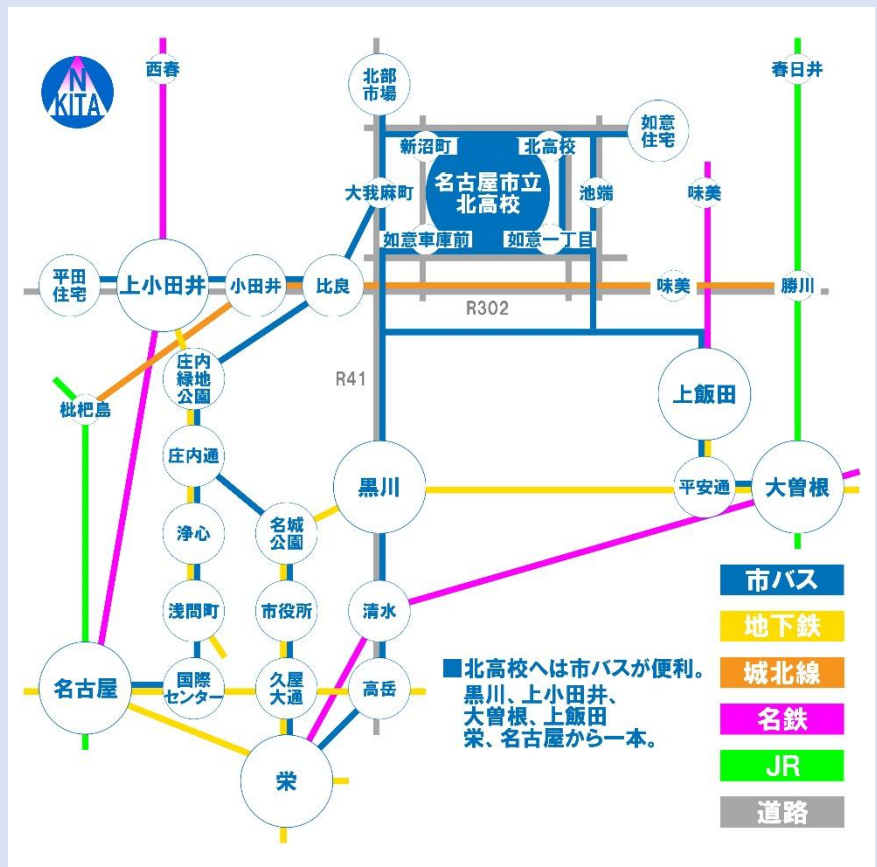 N
KITA
西春
北部
市場
春日井
新沼町
北高校
如意
住宅
名古屋市立
北高校
大我麻町
池端
味美
如意車庫前
如意一丁目
平田
住宅
上小田井
小田井
比良
味美
勝川
R302
庄内
緑地
公園
R41
上飯田
枇杷島
庄内通
黒川
平安通
大曽根
浄心
名城
公園
浅間町
市役所
清水
名古屋
国際
センター
久屋
大通
高岳
栄
■北高校へは市バスが便利。
黒川、上小田井、
大曽根、上飯田
栄、名古屋から一本。
市バス
地下鉄
城北線
名鉄
JR
道路